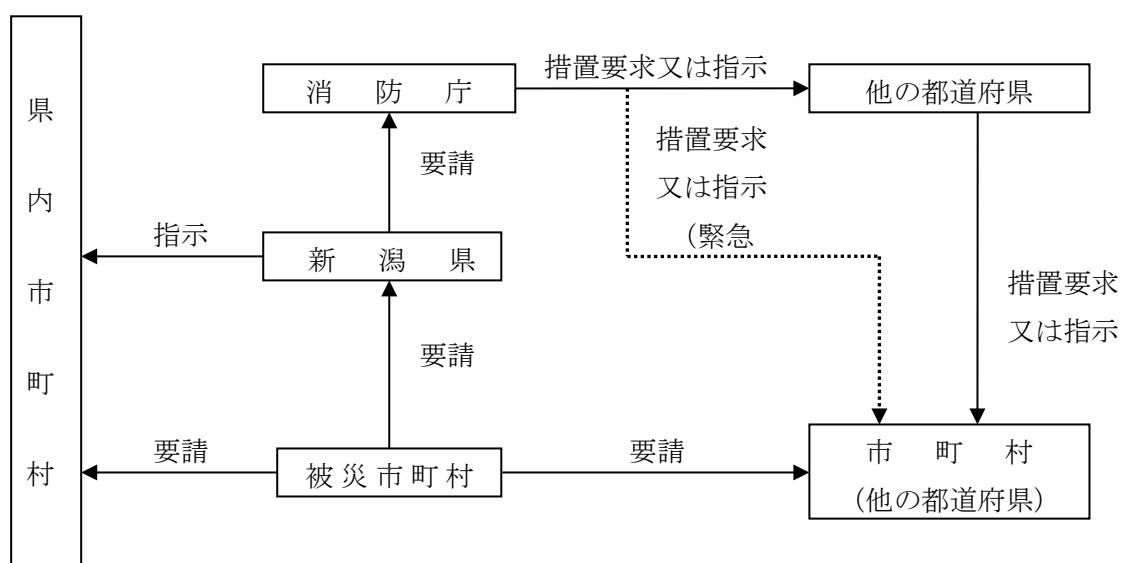 県内市町村
消防庁
措置要求又は指示
他の都道府県
要請
措置要求
又は指示
（緊急
指示
新潟県
措置要求
又は指示
要請
要請
被災市町村
要請
市町村
（他の都道府県）